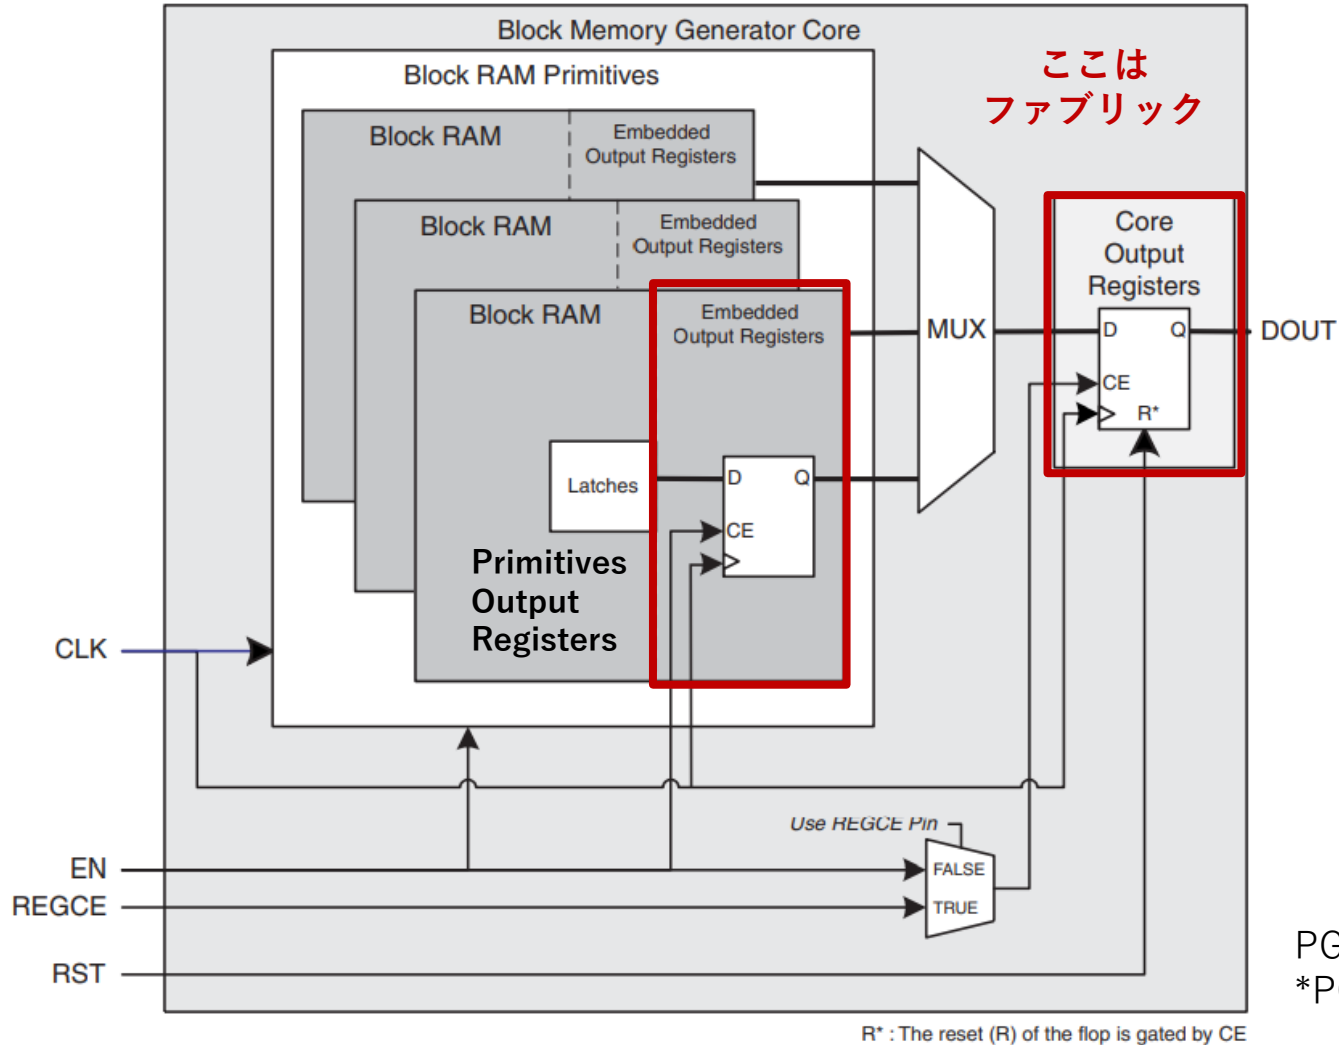 Block Memory Generator Core
ここは
ファブリック
Block RAM Primitives
Block RAM
Embedded
Output Registers
Block RAM
Embedded
Output Registers
Block RAM
Embedded
Output Registers
Latches
D
Q
CE
Primitives
Output
Registers
MUX
Core
Output
Registers
D
Q
CE
R*
DOUT
CLK
Use REGCE Pin
EN
FALSE
REGCE
TRUE
RST
PG
*P
R* : The reset (R) of the flop is gated by CE